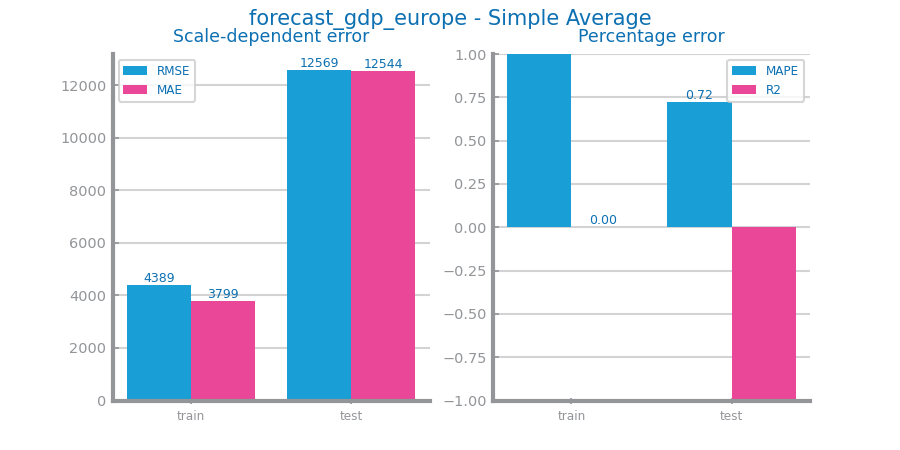 forecast_gdp_europe - Simple Average
Scale-dependent error
RMSE
MAE
12000
10000
8000
6000
4000
2000
0
4389
3799
12569
12544
train
test
Percentage error
MAPE
R2
1.00
0.75
0.50
0.25
0.00
−0.25
−0.50
−0.75
−1.00
0.00
0.72
train
test